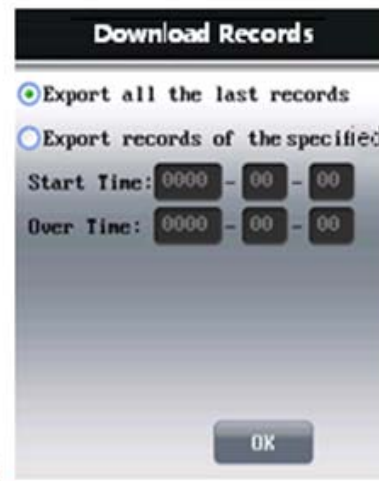 Download Records
Export all the last records
Export records of the specified
Start Time: 0000 - 00 - 00
Over Time: 0000 - 00 - 00
OK